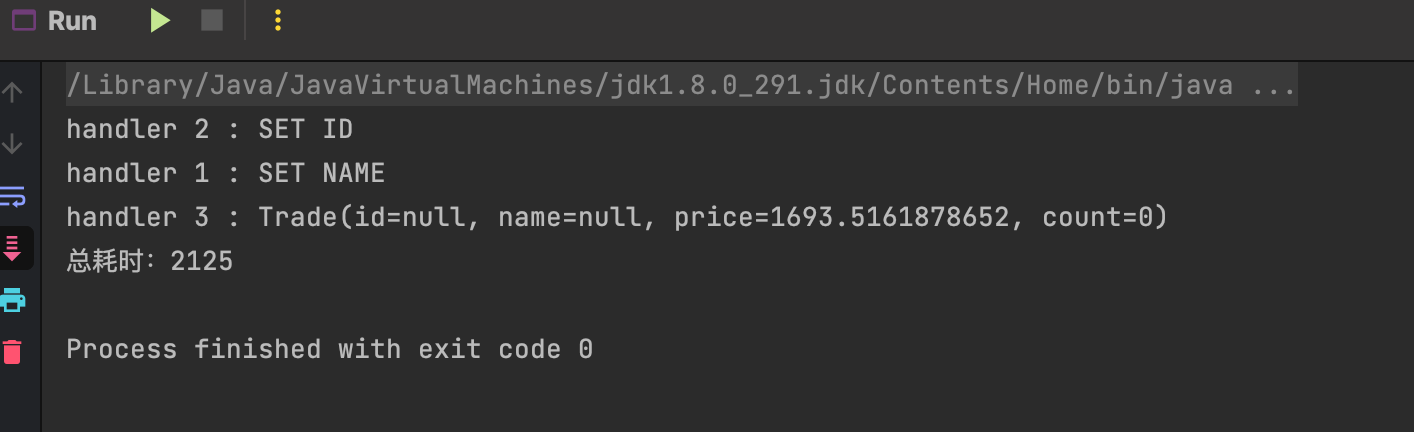 Run
/Library/Java/JavaVirtualMachines/jdk1.8.0_291.jdk/Contents/Home/bin/java ...
handler 2 : SET ID
handler 1 : SET NAME
handler 3 : Trade(id=null, name=null, price=1693.5161878652, count=0)
总耗时：2125
Process finished with exit code 0